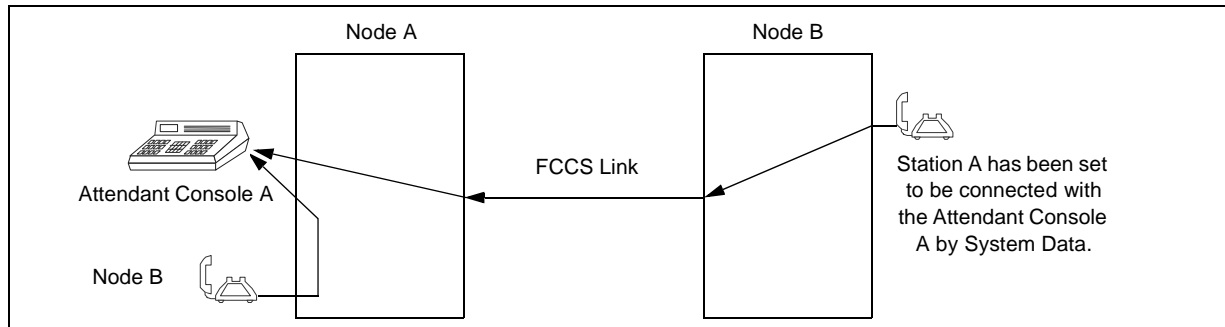 Node A
Node B
FCCS Link
Attendant Console A
Station A has been set
to be connected with
the Attendant Console
A by System Data.
Node B